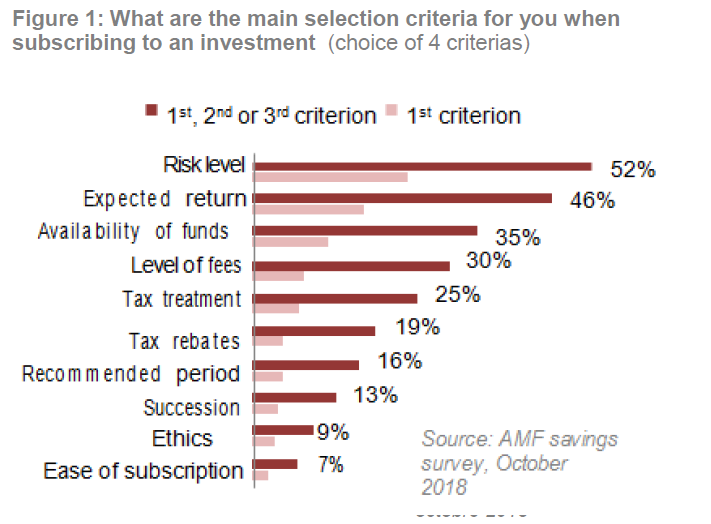 Figure 1: What are the main selection criteria for you when
subscribing to an investment (choice of 4 criterias)
1st, 2nd or 3rd criterion 1st criterion
Risk level 52%
Expected return 46%
Availability of funds 35%
Level of fees 30%
Tax treatment 25%
Tax rebates 19%
Recommended period 16%
Succession 13%
Ethics 9%
Ease of subscription 7%
Source: AMF savings
survey, October
2018